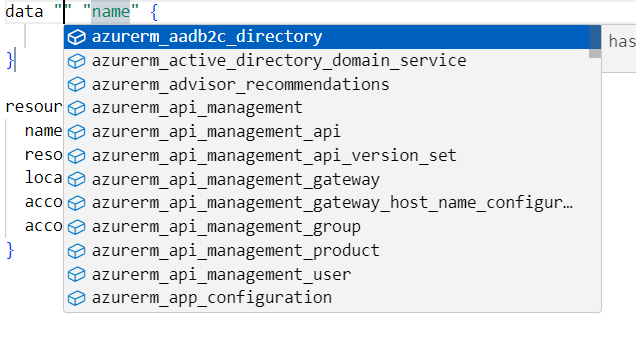 data "" "name" {
azurerm_aadb2c_directory
has
azurerm_active_directory_domain_service
}
azurerm_advisor_recommendations
resour
azurerm_api_management
name
azurerm_api_management_api
reso
azurerm_api_management_api_version_set
loca
azurerm_api_management_gateway
acco
azurerm_api_management_gateway_host_name_configur…
acco
azurerm_api_management_group
}
azurerm_api_management_product
azurerm_api_management_user
azurerm_app_configuration